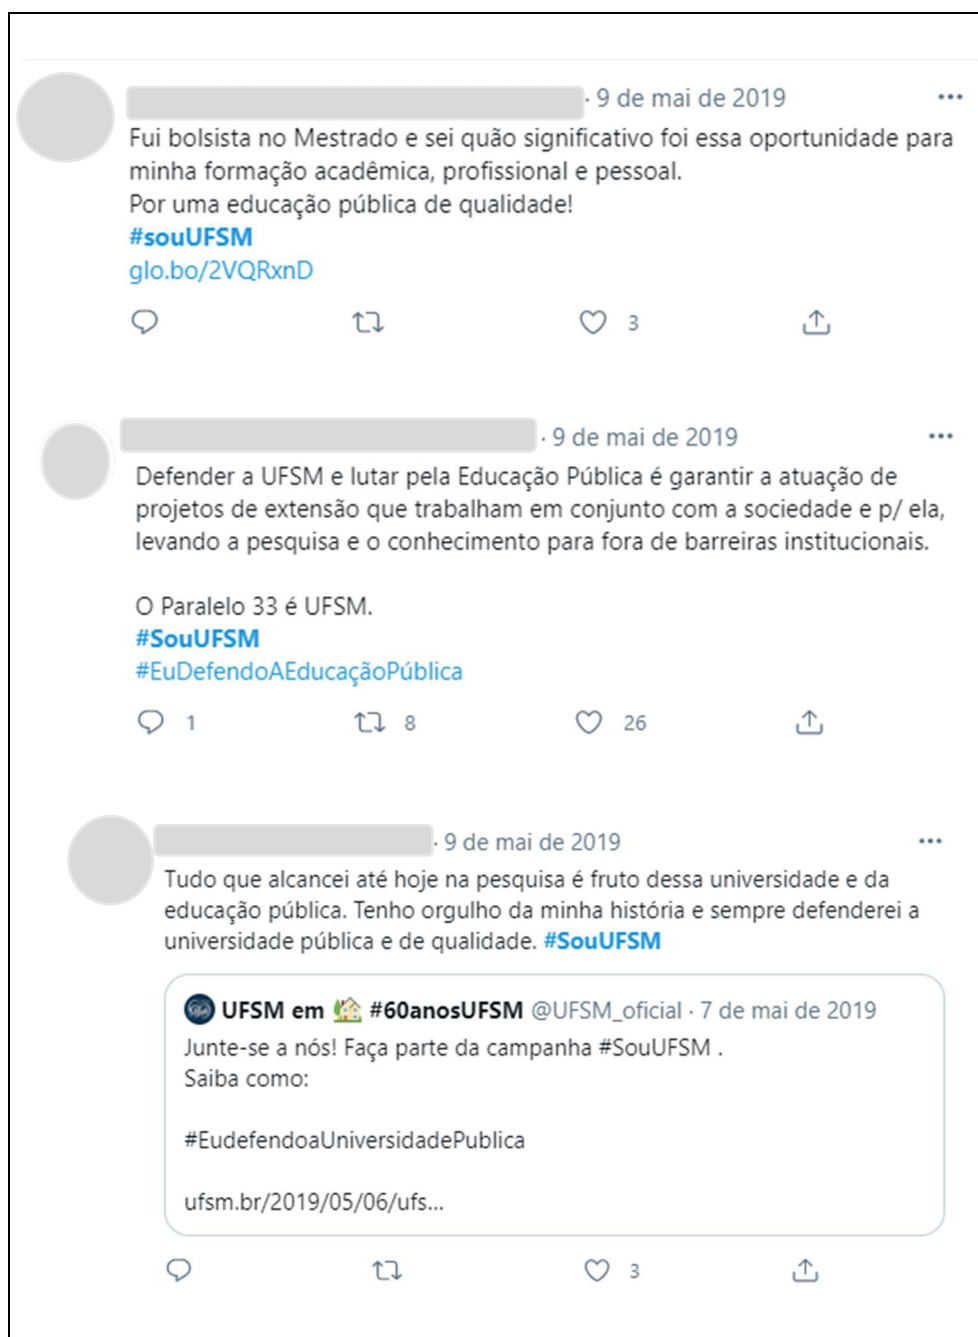 · 9 de mai de 2019
Fui bolsista no Mestrado e sei quão significativo foi essa oportunidade para
minha formação acadêmica, profissional e pessoal.
Por uma educação pública de qualidade!
#souUFSM
glo.bo/2VQRxnD
3
· 9 de mai de 2019
Defender a UFSM e lutar pela Educação Pública é garantir a atuação de
projetos de extensão que trabalham em conjunto com a sociedade e p/ ela,
levando a pesquisa e o conhecimento para fora de barreiras institucionais.
O Paralelo 33 é UFSM.
#SouUFSM
#EuDefendoAEducaçãoPública
1 8 26
· 9 de mai de 2019
Tudo que alcancei até hoje na pesquisa é fruto dessa universidade e da
educação pública. Tenho orgulho da minha história e sempre defenderei a
universidade pública e de qualidade. #SouUFSM
UFSM em 🏡 #60anosUFSM @UFSM_oficial · 7 de mai de 2019
Junte-se a nós! Faça parte da campanha #SouUFSM .
Saiba como:
#EudefendoaUniversidadePublica
ufsm.br/2019/05/06/ufs...
3